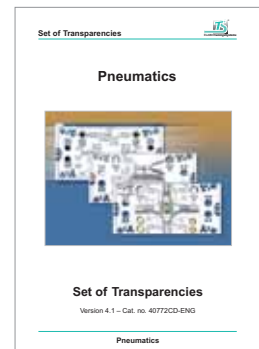 Set of Transparencies
Pneumatics
Set of Transparencies
Version 4.1 – Cat. no. 40772CD-ENG
Pneumatics